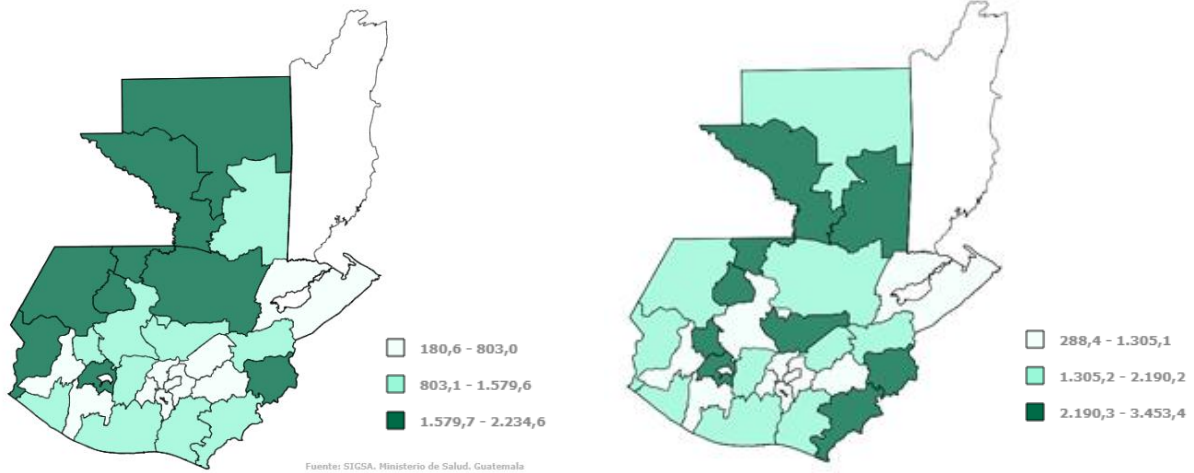 180,6 - 803,0
803,1 - 1.579,6
1.579,7 - 2.234,6
Fuente: SIGSA. Ministerio de Salud. Guatemala
288,4 - 1.305,1
1.305,2 - 2.190,2
2.190,3 - 3.453,4